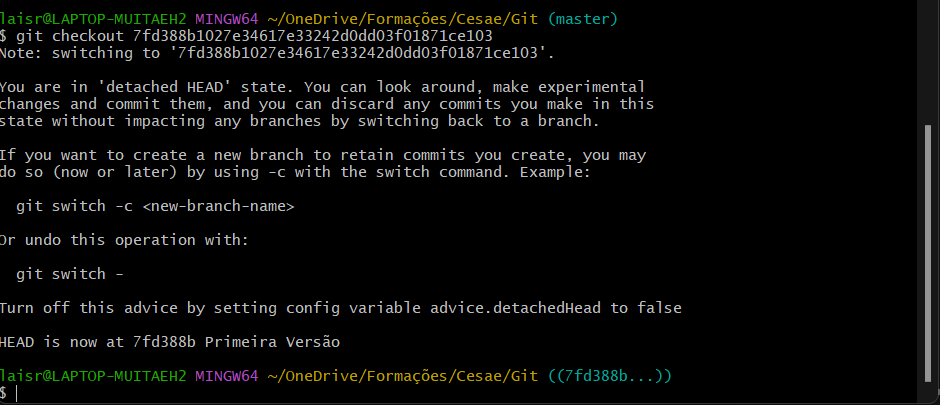 laisr@LAPTOP-MUITAEH2 MINGW64 ~/OneDrive/Formações/Cesae/Git (master)
$ git checkout 7fd388b1027e34617e33242d0dd03f01871ce103
Note: switching to '7fd388b1027e34617e33242d0dd03f01871ce103'.
You are in 'detached HEAD' state. You can look around, make experimental
changes and commit them, and you can discard any commits you make in this
state without impacting any branches by switching back to a branch.
If you want to create a new branch to retain commits you create, you may
do so (now or later) by using -c with the switch command. Example:
git switch -c <new-branch-name>
Or undo this operation with:
git switch -
Turn off this advice by setting config variable advice.detachedHead to false
HEAD is now at 7fd388b Primeira Versão
laisr@LAPTOP-MUITAEH2 MINGW64 ~/OneDrive/Formações/Cesae/Git ((7fd388b...))
$